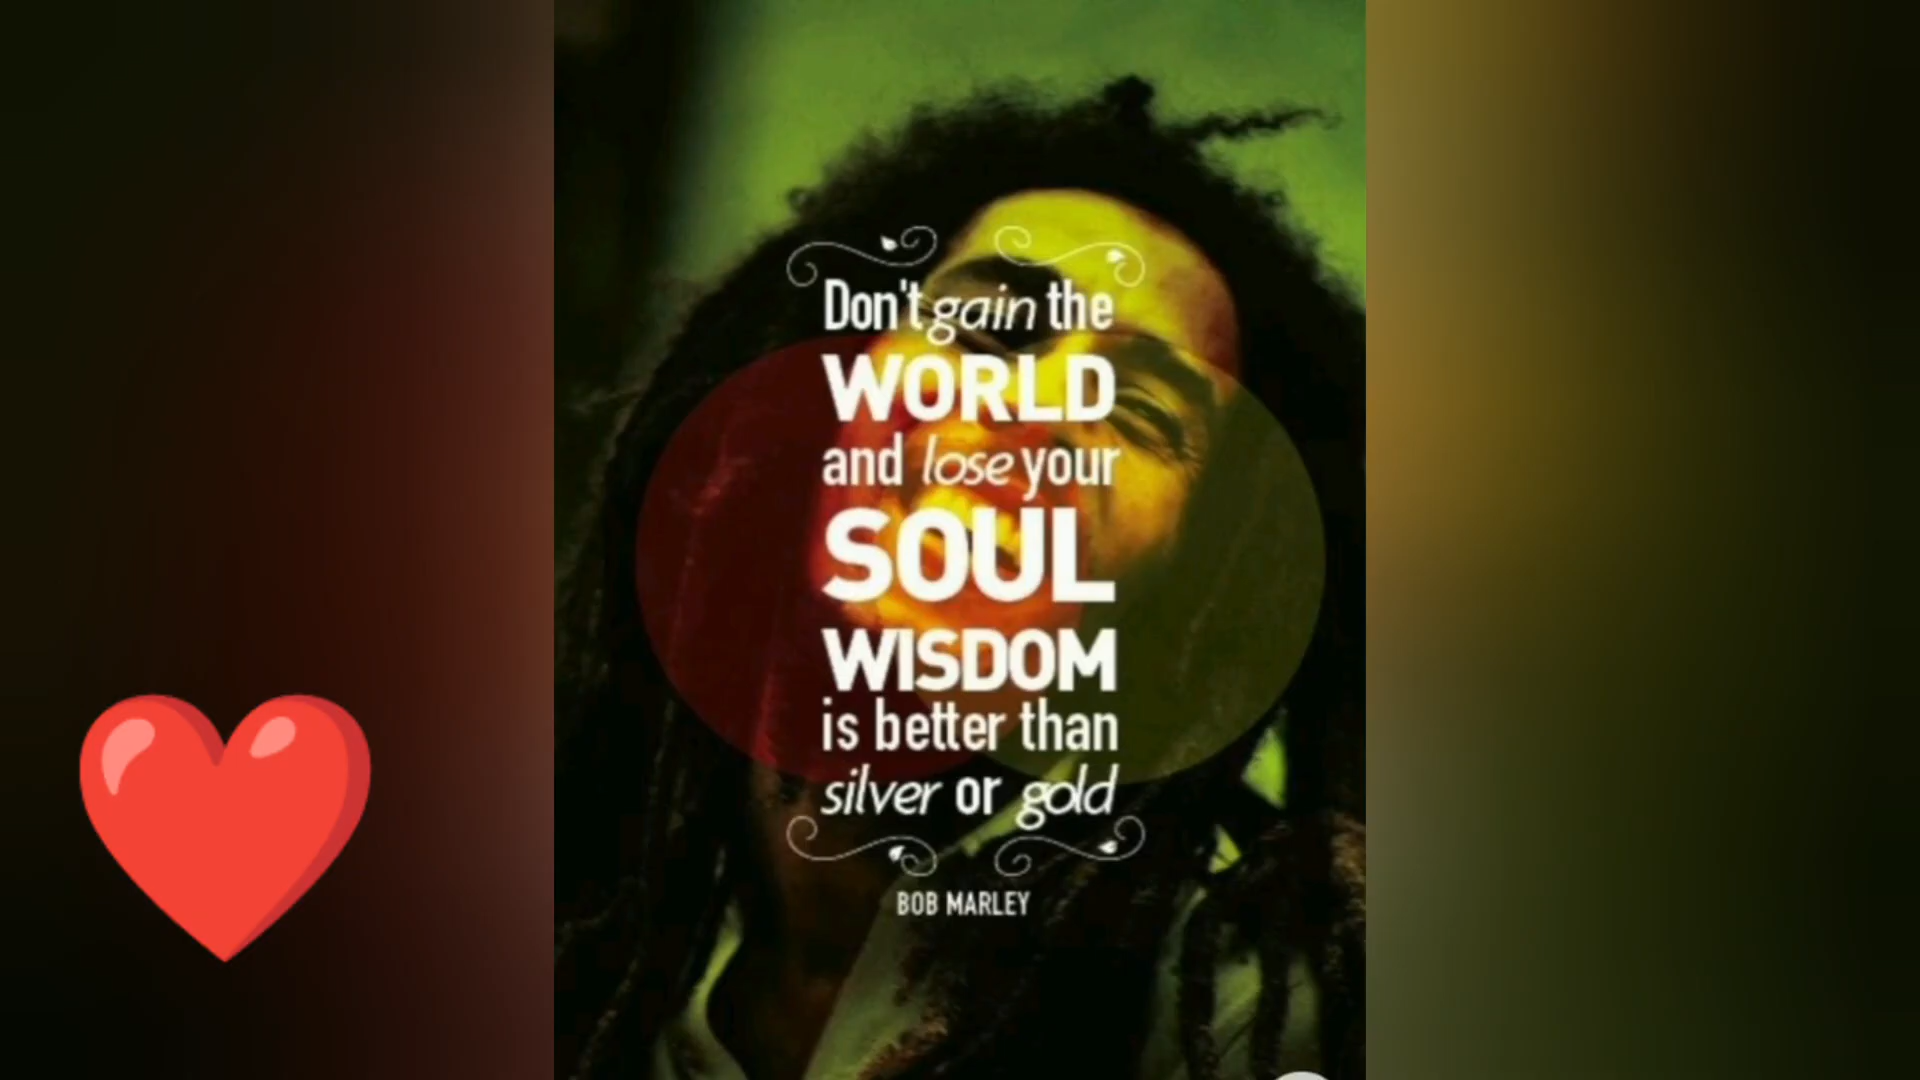 Don't gain the
WORLD
and lose your
SOUL
WISDOM
is better than
silver or gold
BOB MARLEY